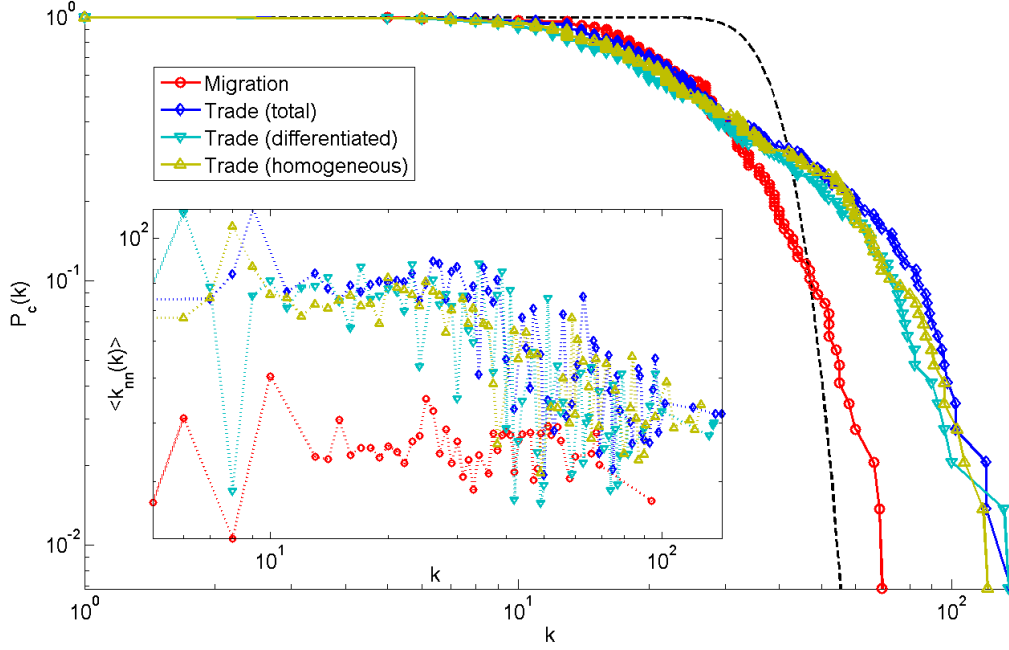 10^0
10^-1
10^-2
P_c(k)
Migration
Trade (total)
Trade (differentiated)
Trade (homogeneous)
10^2
<k_nn(k)>
10^1
10^2
k
10^0
10^1
10^2
k